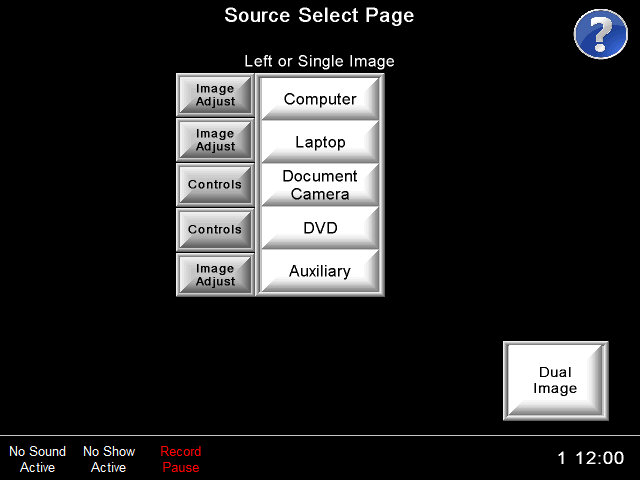 Source Select Page
?
Left or Single Image
Image
Adjust
Computer
Image
Adjust
Laptop
Controls
Document
Camera
Controls
DVD
Image
Adjust
Auxiliary
Dual
Image
No Sound
Active
No Show
Active
Record
Pause
1 12:00